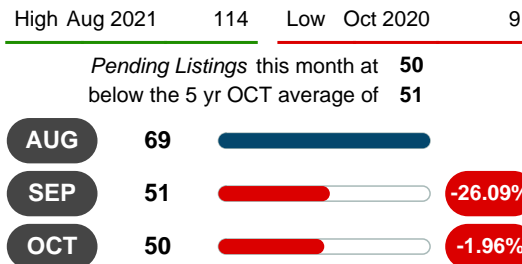 High Aug 2021 114 Low Oct 2020 9
Pending Listings this month at 50
below the 5 yr OCT average of 51
AUG 69
SEP 51 -26.09%
OCT 50 -1.96%